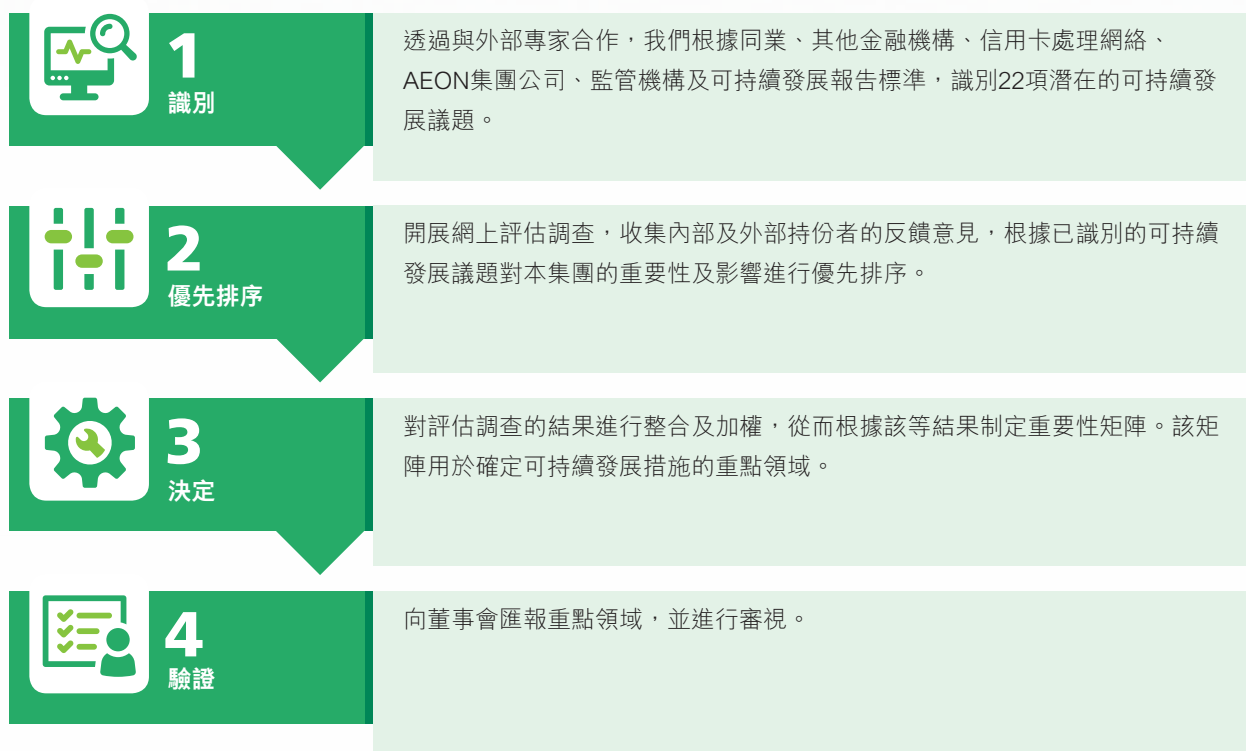 1
識別
透過與外部專家合作，我們根據同業、其他金融機構、信用卡處理網絡、
AEON集團公司、監管機構及可持續發展報告標準，識別22項潛在的可持續發
展議題。
2
優先排序
開展網上評估調查，收集內部及外部持份者的反饋意見，根據已識別的可持續
發展議題對本集團的重要性及影響進行優先排序。
3
決定
對評估調查的結果進行整合及加權，從而根據該等結果制定重要性矩陣。該矩
陣用於確定可持續發展措施的重點領域。
4
驗證
向董事會匯報重點領域，並進行審視。